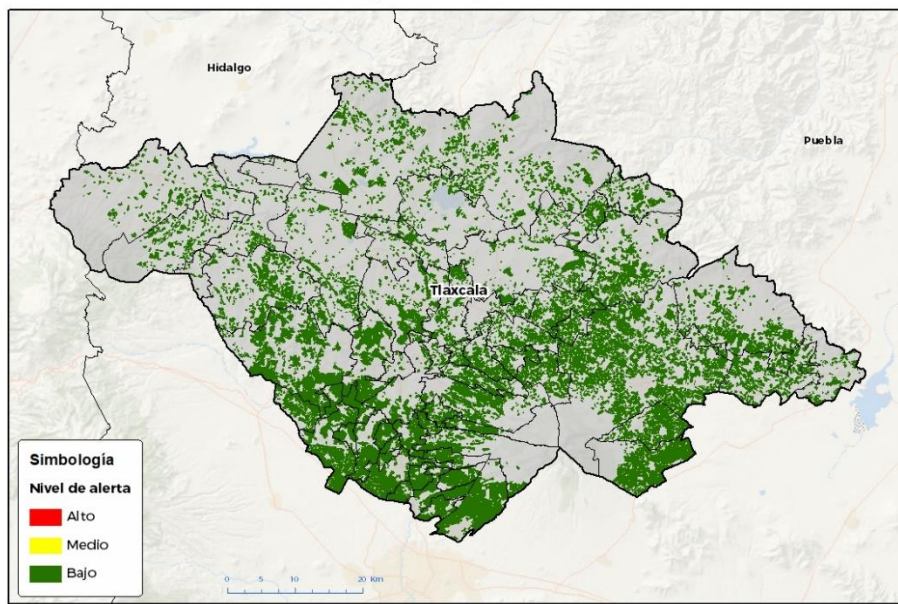 Hidalgo
Puebla
Tlaxcala
Simbología
Nivel de alerta
Alto
Medio
Bajo
0 5 10 20 Km